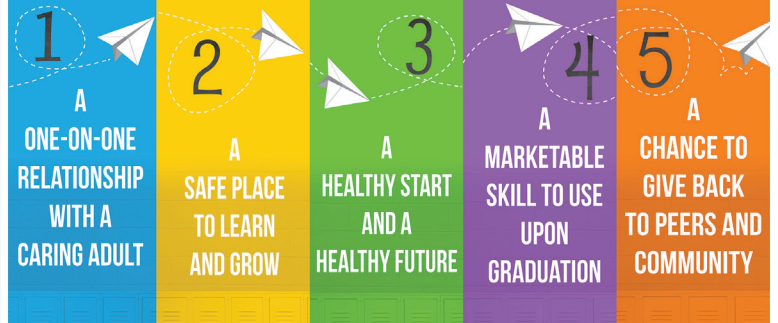 1
A
ONE-ON-ONE
RELATIONSHIP
WITH A
CARING ADULT
2
A
SAFE PLACE
TO LEARN
AND GROW
3
A
HEALTHY START
AND A
HEALTHY FUTURE
4
A
MARKETABLE
SKILL TO USE
UPON
GRADUATION
5
A
CHANCE TO
GIVE BACK
TO PEERS AND
COMMUNITY